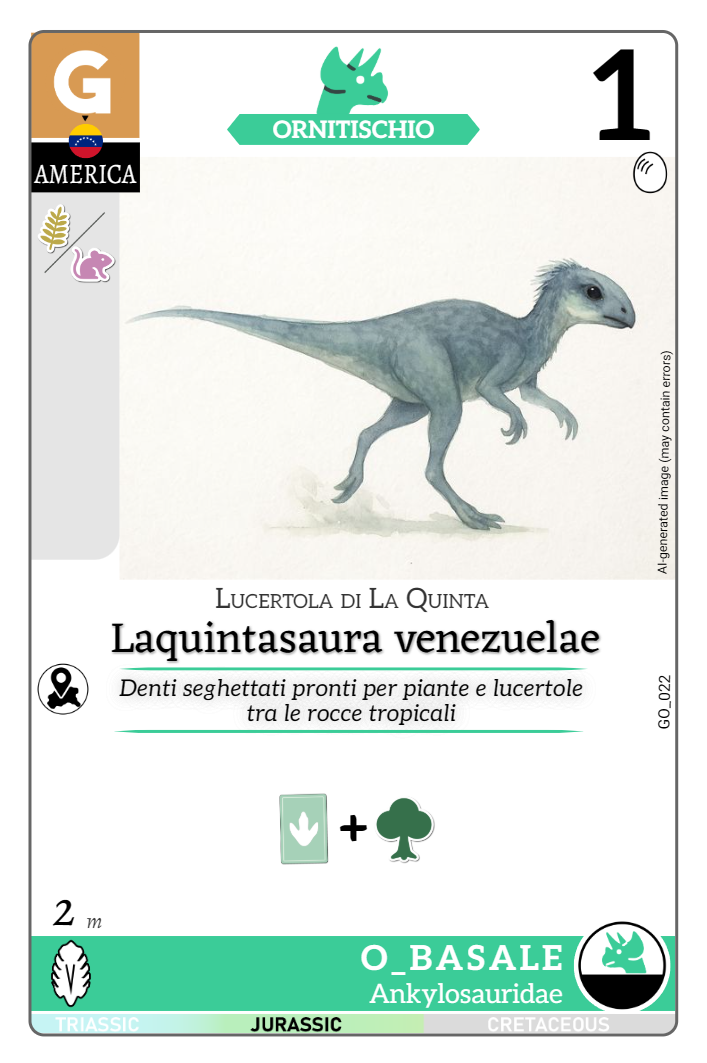 G
AMERICA
ORNITISCHIO
1
AI-generated image (may contain errors)
Lucertola di La Quinta
Laquintasaura venezuelae
Denti seghettati pronti per piante e lucertole
tra le rocce tropicali
GO_022
+
2 m
O_BASALE
Ankylosauridae
TRIASSIC
JURASSIC
CRETACEOUS